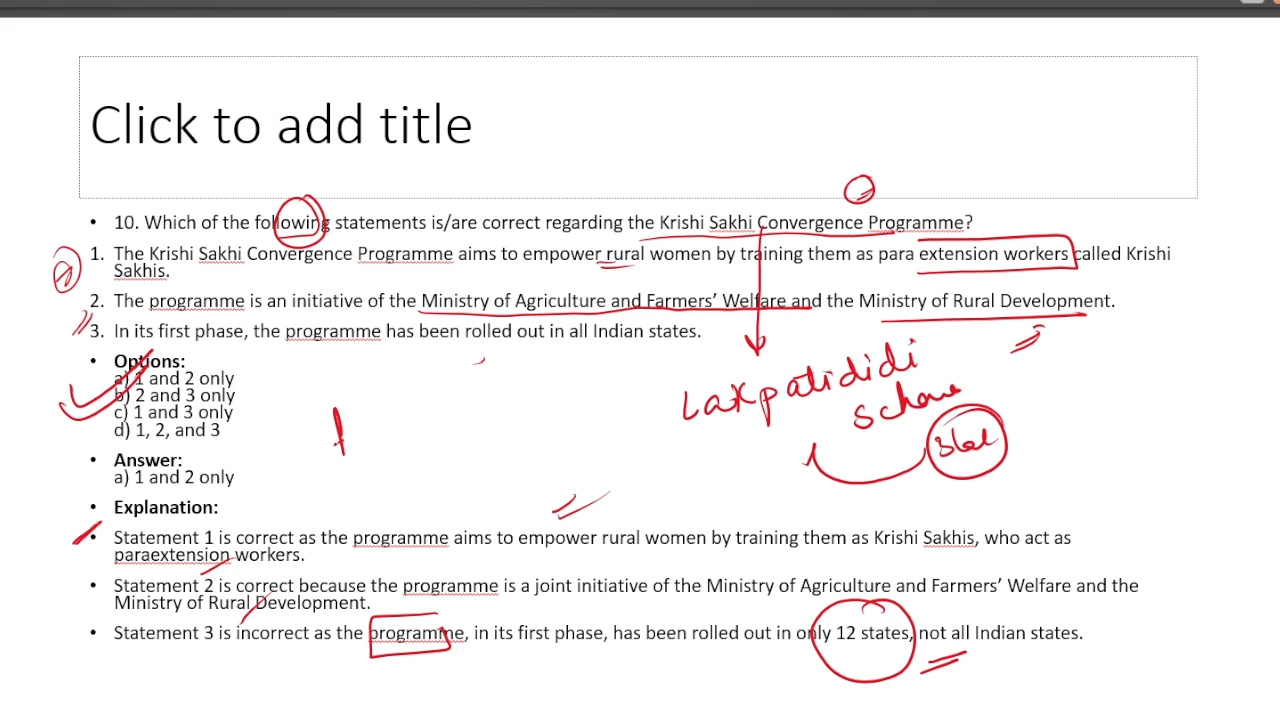 Click to add title
• 10. Which of the following statements is/are correct regarding the Krishi Sakhi Convergence Programme?
1. The Krishi Sakhi Convergence Programme aims to empower rural women by training them as para extension workers called Krishi
Sakhis.
2. The programme is an initiative of the Ministry of Agriculture and Farmers’ Welfare and the Ministry of Rural Development.
3. In its first phase, the programme has been rolled out in all Indian states.
• Options:
a) 1 and 2 only
b) 2 and 3 only
c) 1 and 3 only
d) 1, 2, and 3
Laxpatididi
Scheme
• Answer:
a) 1 and 2 only
• Explanation:
• Statement 1 is correct as the programme aims to empower rural women by training them as Krishi Sakhis, who act as
paraextension workers.
• Statement 2 is correct because the programme is a joint initiative of the Ministry of Agriculture and Farmers’ Welfare and the
Ministry of Rural Development.
• Statement 3 is incorrect as the programme, in its first phase, has been rolled out in only 12 states, not all Indian states.